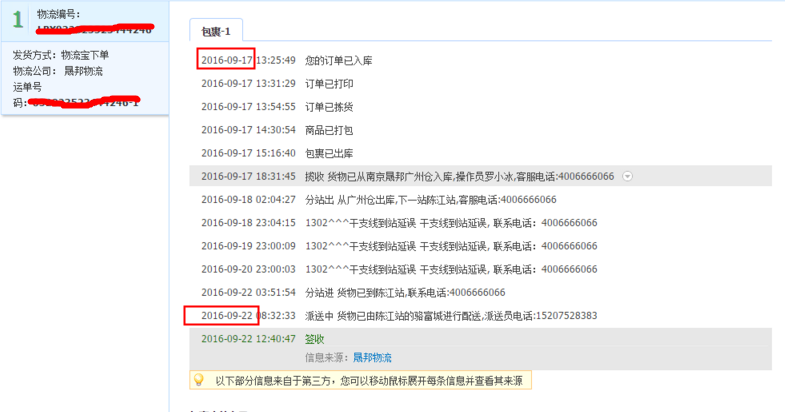 1
物流编号:
发货方式: 物流宝下单
物流公司: 晟邦物流
运单号
码:
包裹-1
2016-09-17 13:25:49 您的订单已入库
2016-09-17 13:31:29 订单已打印
2016-09-17 13:54:55 订单已拣货
2016-09-17 14:30:54 商品已打包
2016-09-17 15:16:40 包裹已出库
2016-09-17 18:31:45 揽收 货物已从南京晟邦广州仓入库,操作员罗小冰,客服电话:4006666066
2016-09-18 02:04:27 分站出 从广州仓出库,下一站陈江站,客服电话:4006666066
2016-09-18 23:04:15 1302^^^干支线到站延误 干支线到站延误, 联系电话: 4006666066
2016-09-19 23:00:09 1302^^^干支线到站延误 干支线到站延误, 联系电话: 4006666066
2016-09-20 23:00:03 1302^^^干支线到站延误 干支线到站延误, 联系电话: 4006666066
2016-09-22 03:51:54 分站进 货物已到陈江站,联系电话:4006666066
2016-09-22 08:32:33 派送中 货物已由陈江站的骆富城进行配送,派送员电话:15207528383
2016-09-22 12:40:47 签收
信息来源: 晟邦物流
以下部分信息来自于第三方，您可以移动鼠标展开每条信息并查看其来源